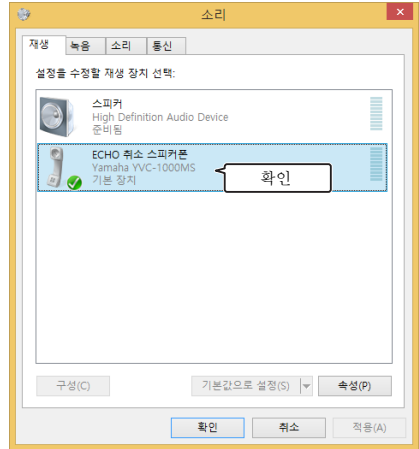 소리
재생 녹음 소리 통신
설정을 수정할 재생 장치 선택:
스피커
High Definition Audio Device
준비됨
ECHO 취소 스피커폰
Yamaha YVC-1000MS
기본 장치
확인
구성(C) 기본값으로 설정(S) 속성(P)
확인 취소 적용(A)